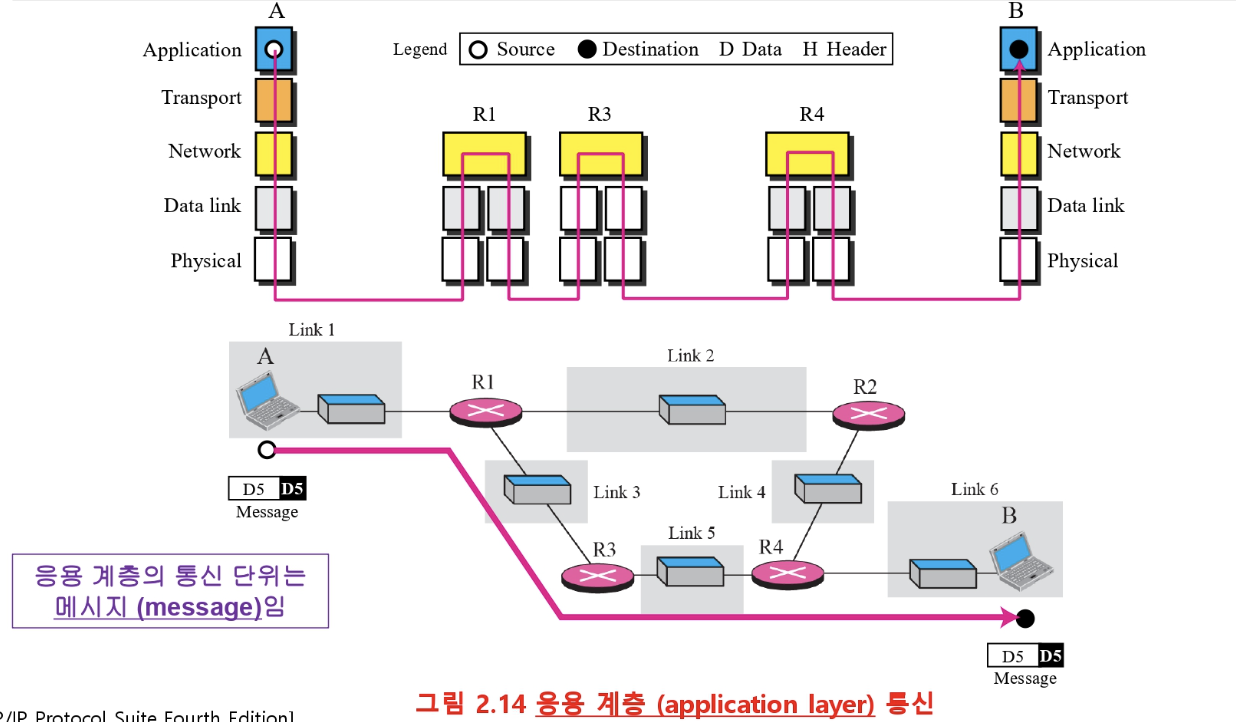 A
B
Application
Legend
Source
Destination
D Data
H Header
Application
Transport
Transport
R1
R3
R4
Network
Network
Data link
Data link
Physical
Physical
Link 1
A
Link 2
R1
R2
Link 3
Link 4
Link 6
D5 D5
Message
B
R3
Link 5
R4
응용 계층의 통신 단위는
메시지 (message)임
D5 D5
Message
그림 2.14 응용 계층 (application layer) 통신
P/IP Protocol Suite Fourth Edition]